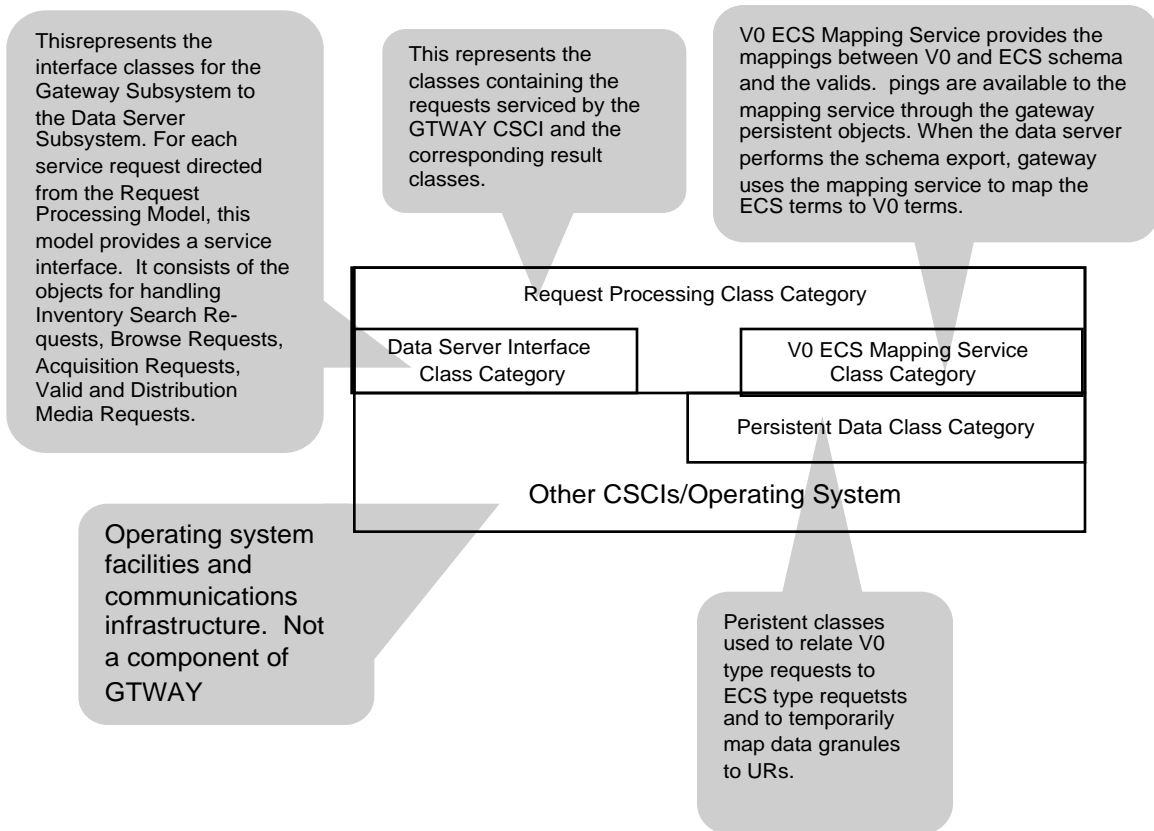 Thisrepresents the
interface classes for the
Gateway Subsystem to
the Data Server
Subsystem. For each
service request directed
from the Request
Processing Model, this
model provides a service
interface. It consists of the
objects for handling
Inventory Search Re-
quests, Browse Requests,
Acquisition Requests,
Valid and Distribution
Media Requests.
This represents the
classes containing the
requests serviced by the
GTWAY CSCI and the
corresponding result
classes.
V0 ECS Mapping Service provides the
mappings between V0 and ECS schema
and the valids. pings are available to the
mapping service through the gateway
persistent objects. When the data server
performs the schema export, gateway
uses the mapping service to map the
ECS terms to V0 terms.
Request Processing Class Category
Data Server Interface
Class Category
V0 ECS Mapping Service
Class Category
Persistent Data Class Category
Other CSCIs/Operating System
Operating system
facilities and
communications
infrastructure. Not
a component of
GTWAY
Peristent classes
used to relate V0
type requests to
ECS type requetsts
and to temporarily
map data granules
to URs.